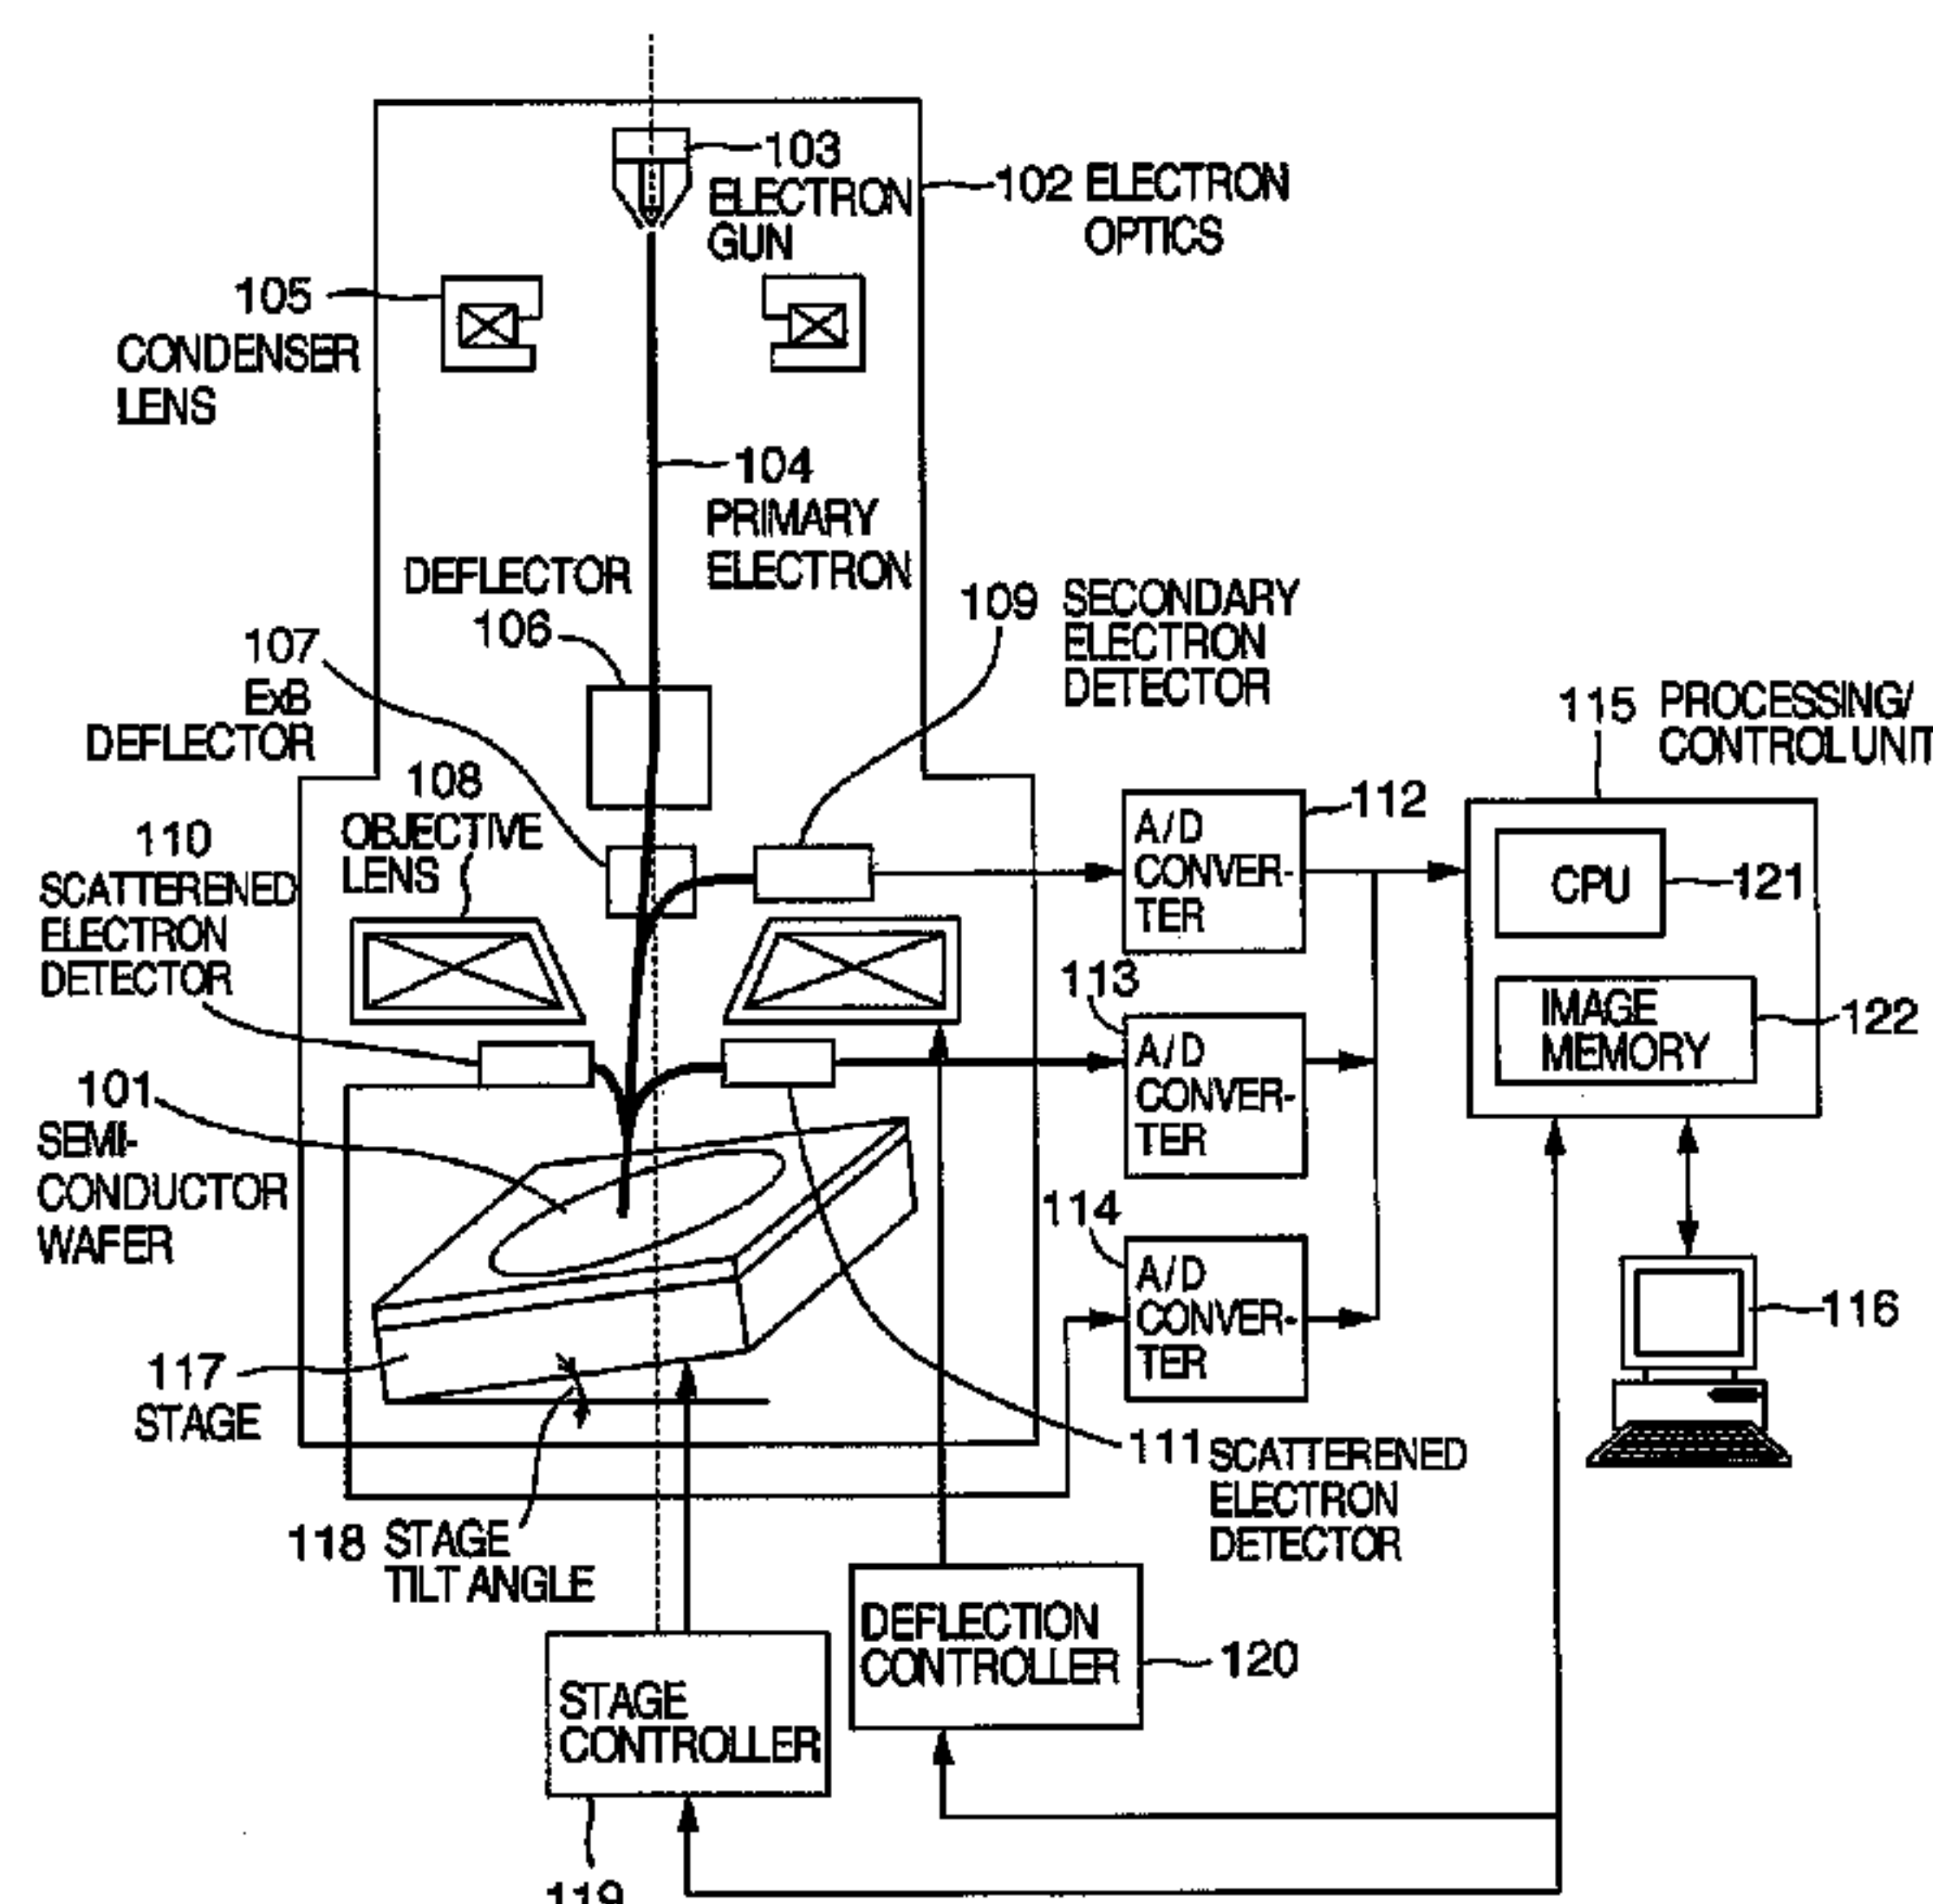 103
ELECTRON
GUN
102 ELECTRON
OPTICS
105
CONDENSER
LENS
104
PRIMARY
ELECTRON
DEFLECTOR
106
109 SECONDARY
ELECTRON
DETECTOR
107
ExB
DEFLECTOR
115 PROCESSING/
CONTROL UNIT
108
OBJECTIVE
LENS
110
SCATTERENED
ELECTRON
DETECTOR
A/D
CONVER-
TER
112
CPU
121
IMAGE
MEMORY
122
113
A/D
CONVER-
TER
101
SEMI-
CONDUCTOR
WAFER
114
A/D
CONVER-
TER
116
117
STAGE
111 SCATTERENED
ELECTRON
DETECTOR
118 STAGE
TILT ANGLE
DEFLECTION
CONTROLLER
120
STAGE
CONTROLLER
119